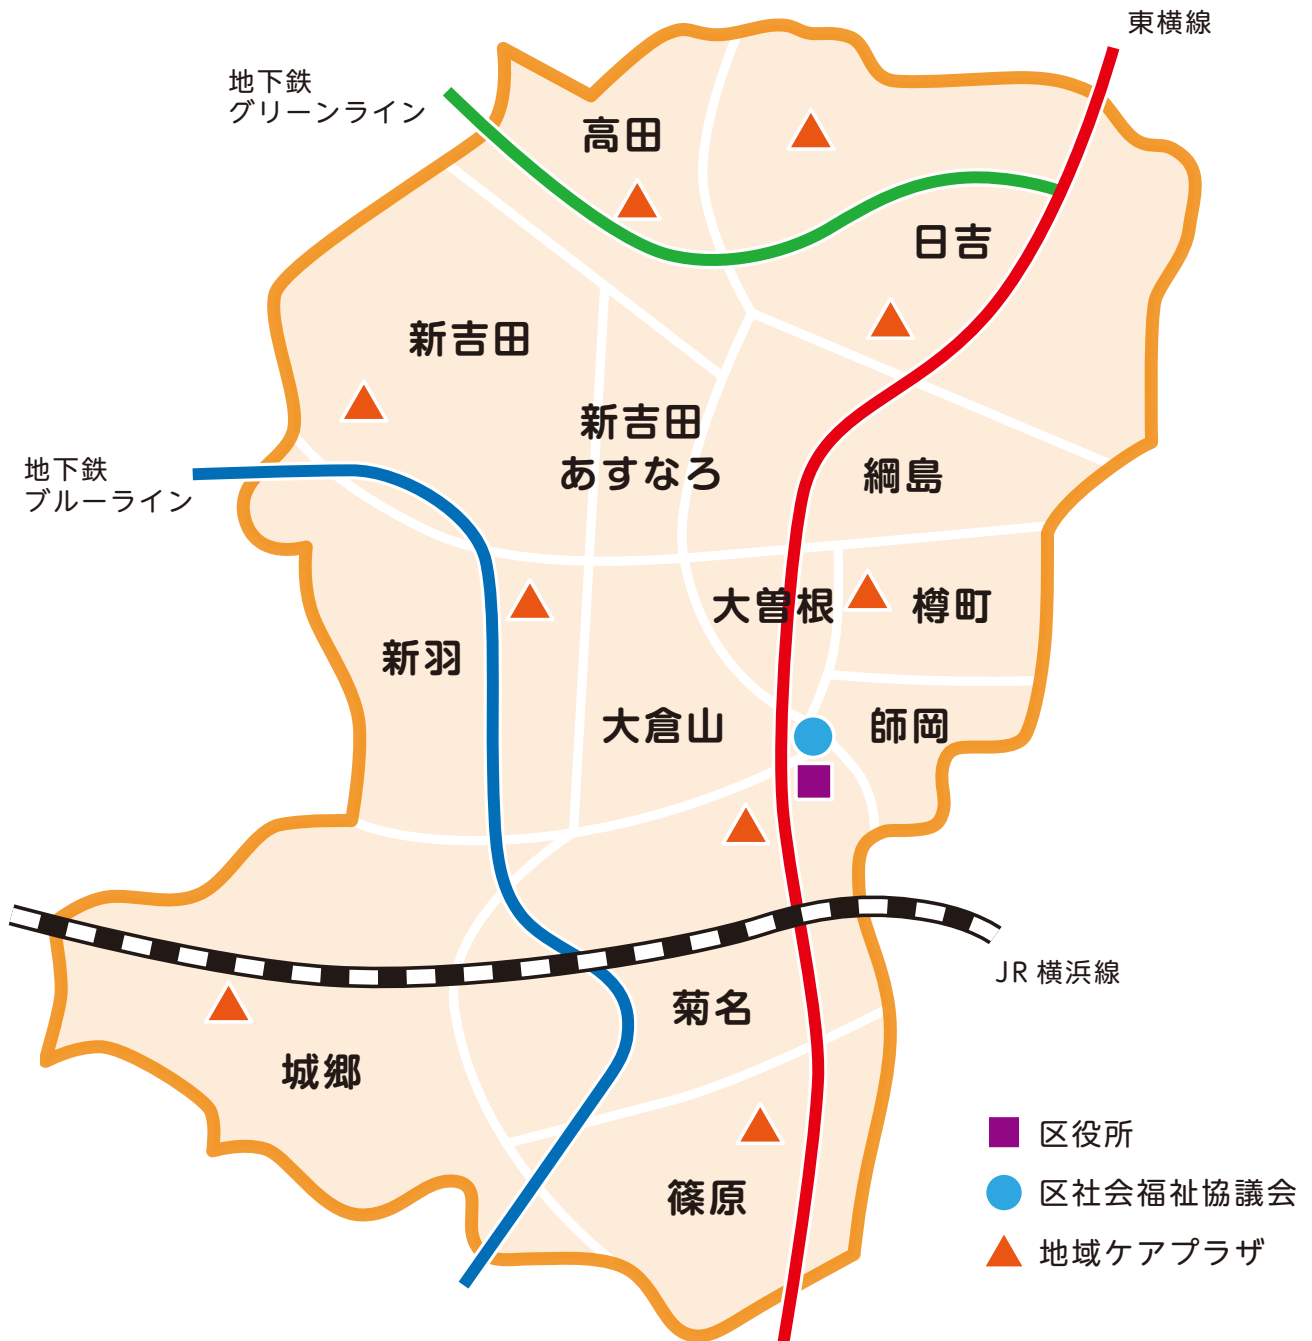 東横線
地下鉄
グリーンライン
高田
日吉
新吉田
新吉田
あすなろ
地下鉄
ブルーライン
綱島
大曽根
樽町
新羽
大倉山
師岡
JR 横浜線
菊名
城郷
篠原
区役所
区社会福祉協議会
地域ケアプラザ